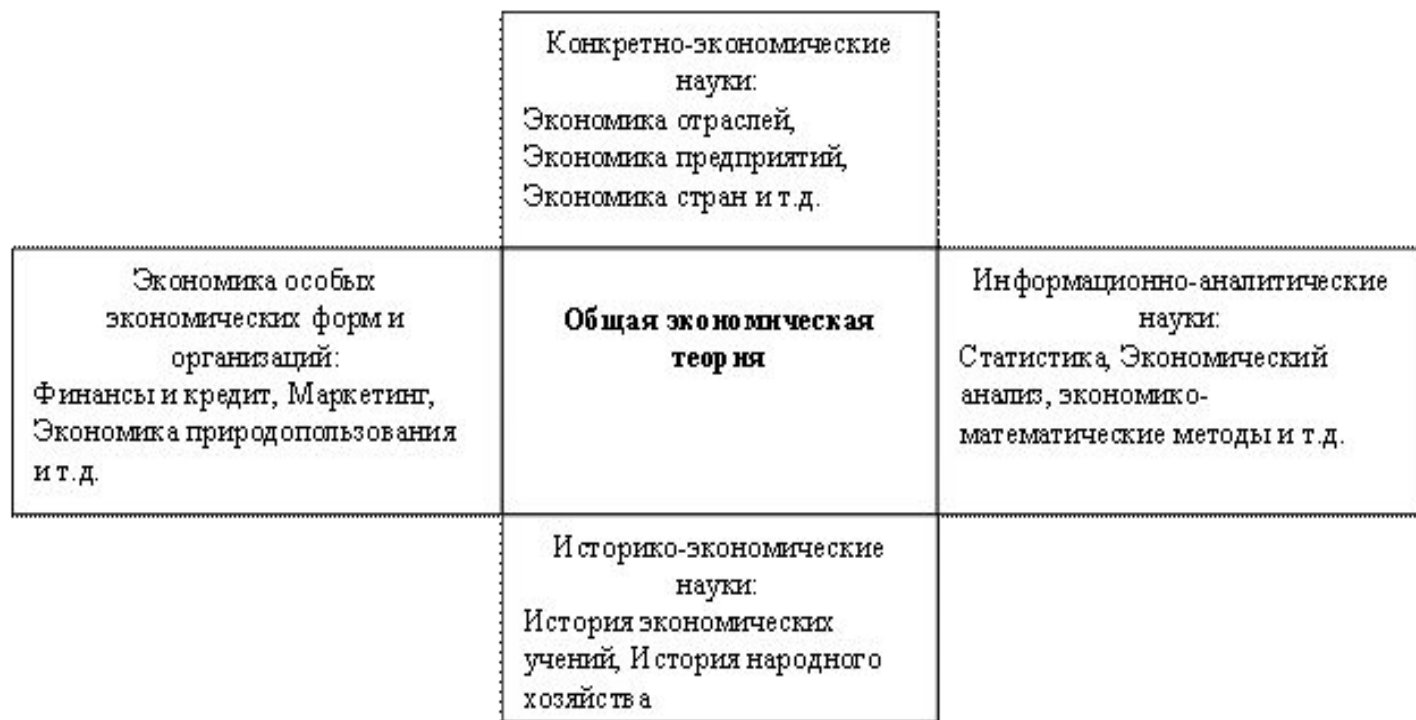 Конкретно-экономические
науки:
Экономика отраслей,
Экономика предприятий,
Экономика стран и т.д.
Экономика особых
экономических форм и
организаций:
Финансы и кредит, Маркетинг,
Экономика природопользования
и т.д.
Общая экономическая
теория
Информационно-аналитические
науки:
Статистика, Экономический
анализ, экономико-
математические методы и т.д.
Историко-экономические
науки:
История экономических
учений, История народного
хозяйства